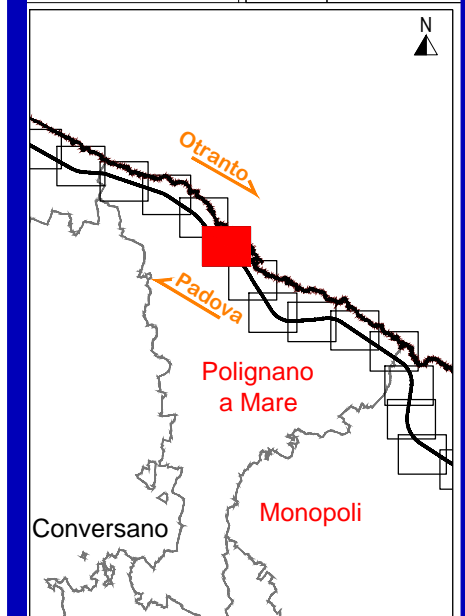 N
Otranto
Padova
Polignano
a Mare
Monopoli
Conversano